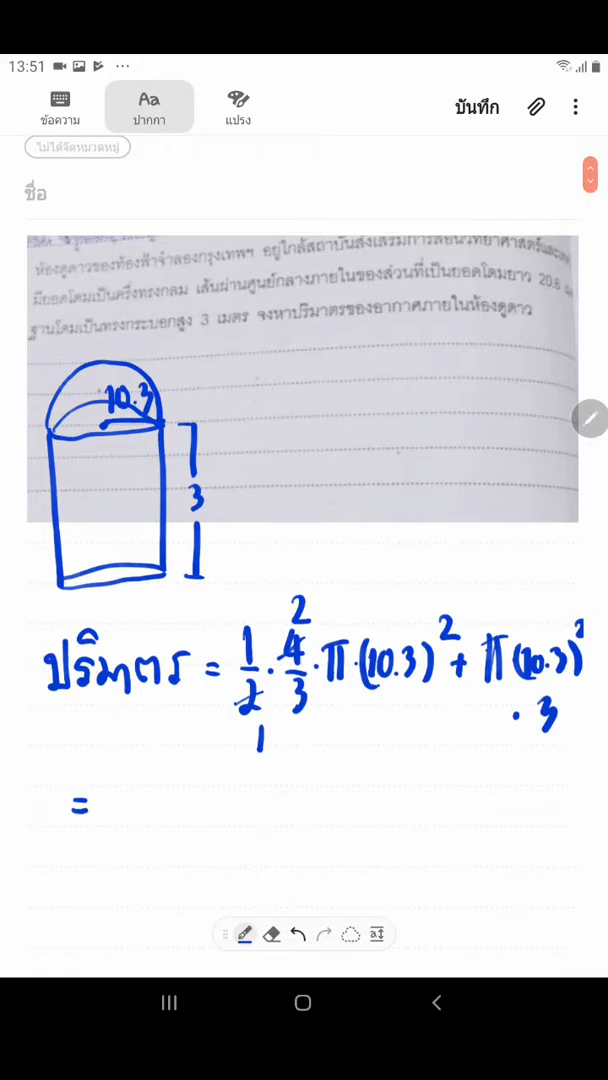 13:51
ข้อความ ปากกา แปรง บันทึก
ไม่ได้จัดหมวดหมู่
ชื่อ
ห้องดูดาวของท้องฟ้าจำลองกรุงเทพฯ อยู่ใกล้สถาบันส่งเสริมการสอนวิทยาศาสตร์และ
มียอดโดมเป็นครึ่งทรงกลม เส้นผ่านศูนย์กลางภายในของส่วนที่เป็นยอดโดมยาว 20.6
ฐานโดมเป็นทรงกระบอกสูง 3 เมตร จงหาปริมาตรของอากาศภายในห้องดูดาว
10.3
3
ปริมาตร = 1/2 · 4/3 · π · (10.3)² + π (10.3)² · 3
2
1
=